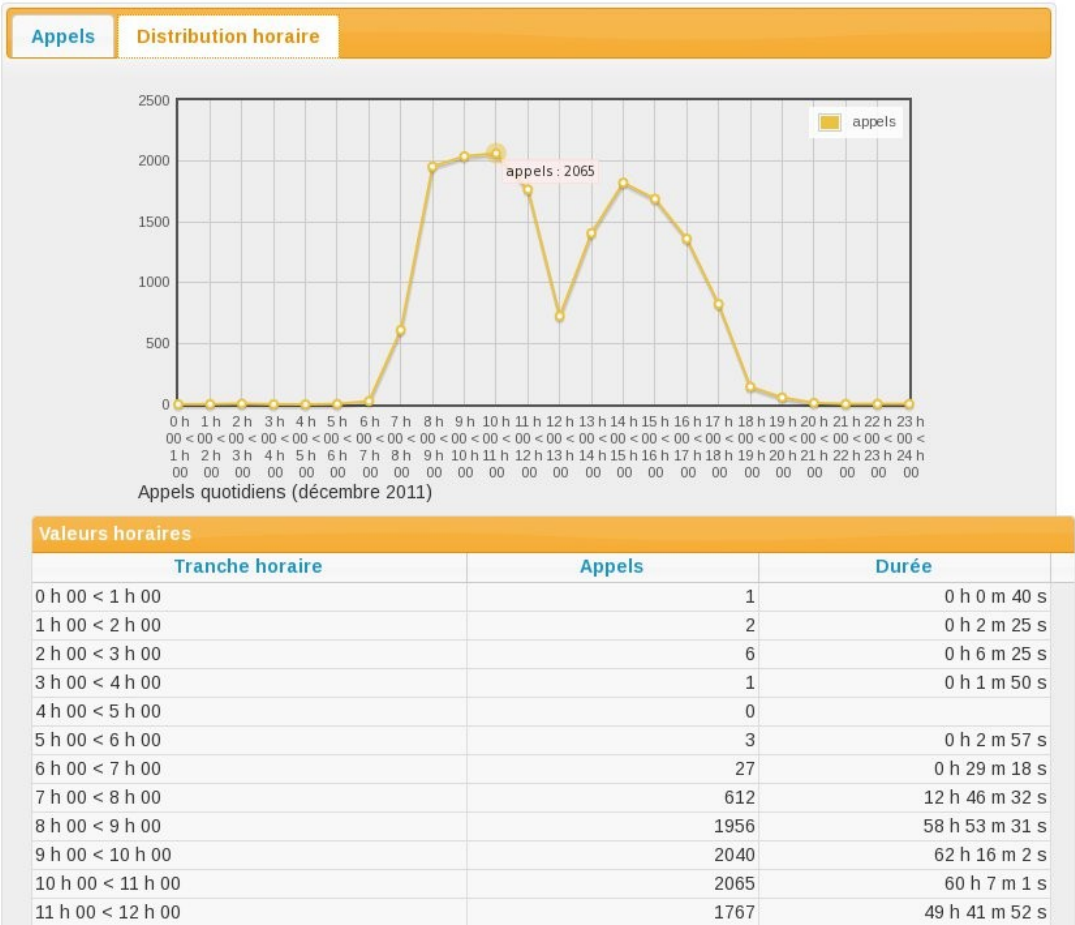 Appels
Distribution horaire
2500
appels
2000
appels : 2065
1500
1000
500
0
0 h 1 h 2 h 3 h 4 h 5 h 6 h 7 h 8 h 9 h 10 h 11 h 12 h 13 h 14 h 15 h 16 h 17 h 18 h 19 h 20 h 21 h 22 h 23 h
00 < 00 < 00 < 00 < 00 < 00 < 00 < 00 < 00 < 00 < 00 < 00 < 00 < 00 < 00 < 00 < 00 < 00 < 00 < 00 < 00 < 00 < 00 < 00 <
1 h 2 h 3 h 4 h 5 h 6 h 7 h 8 h 9 h 10 h 11 h 12 h 13 h 14 h 15 h 16 h 17 h 18 h 19 h 20 h 21 h 22 h 23 h 24 h
00 00 00 00 00 00 00 00 00 00 00 00 00 00 00 00 00 00 00 00 00 00 00 00
Appels quotidiens (décembre 2011)
Valeurs horaires
Tranche horaire Appels Durée
0 h 00 < 1 h 00 1 0 h 0 m 40 s
1 h 00 < 2 h 00 2 0 h 2 m 25 s
2 h 00 < 3 h 00 6 0 h 6 m 25 s
3 h 00 < 4 h 00 1 0 h 1 m 50 s
4 h 00 < 5 h 00 0
5 h 00 < 6 h 00 3 0 h 2 m 57 s
6 h 00 < 7 h 00 27 0 h 29 m 18 s
7 h 00 < 8 h 00 612 12 h 46 m 32 s
8 h 00 < 9 h 00 1956 58 h 53 m 31 s
9 h 00 < 10 h 00 2040 62 h 16 m 2 s
10 h 00 < 11 h 00 2065 60 h 7 m 1 s
11 h 00 < 12 h 00 1767 49 h 41 m 52 s